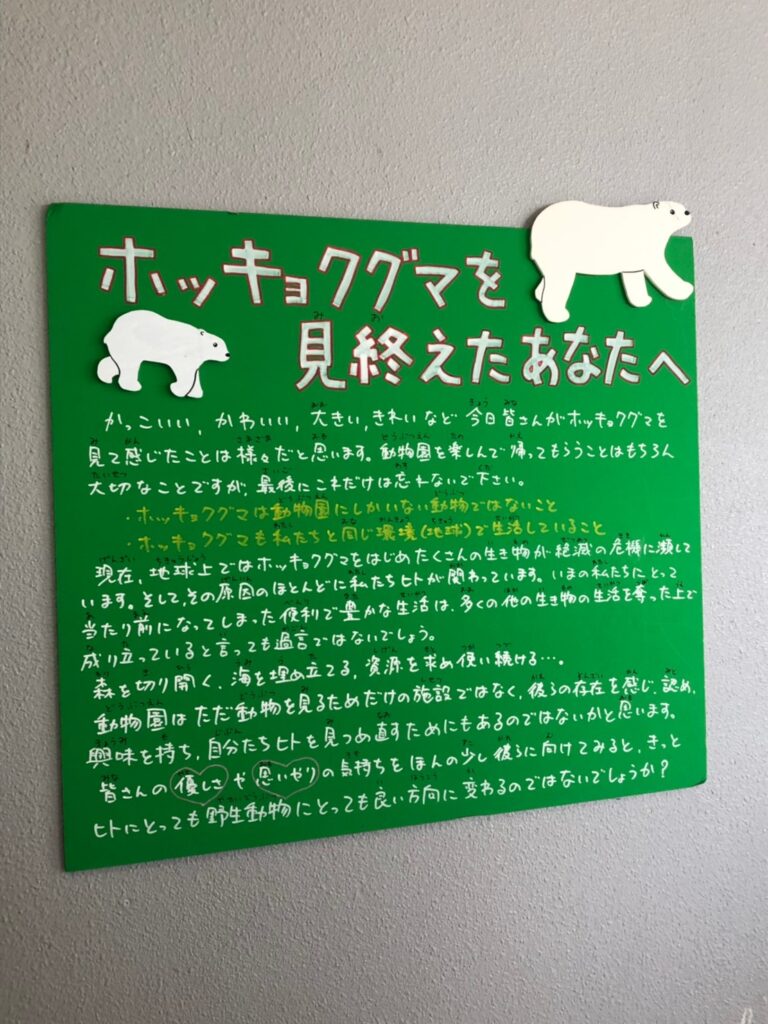 ホッキョクグマを
見終えたあなたへ
かっこいい，かわいい，大きい，きれいなど 今日皆さんがホッキョクグマを
見て感じたことは様々だと思います。動物園を楽しんで帰ってもらうことはもちろん
大切なことですが，最後にこれだけは忘れないで下さい。
・ホッキョクグマは動物園にしかいない動物ではないこと
・ホッキョクグマも私たちと同じ環境(地球)で生活していること
現在、地球上ではホッキョクグマをはじめたくさんの生き物が絶滅の危機に瀕して
います。そして，その原因のほとんどに私たちヒトが関わっています。いまの私たちにとって
当たり前になってしまった便利で豊かな生活は、多くの他の生き物の生活を奪った上で
成り立っていると言っても過言ではないでしょう。
森を切り開く、海を埋め立てる，資源を求め使い続ける…。
動物園はただ動物を見るためだけの施設ではなく，彼らの存在を感じ，認め，
興味を持ち，自分たちヒトを見つめ直すためにもあるのではないかと思います。
皆さんの優しさや思いやりの気持ちをほんの少し彼らに向けてみると、きっと
ヒトにとっても野生動物にとっても良い方向に変わるのではないでしょうか？